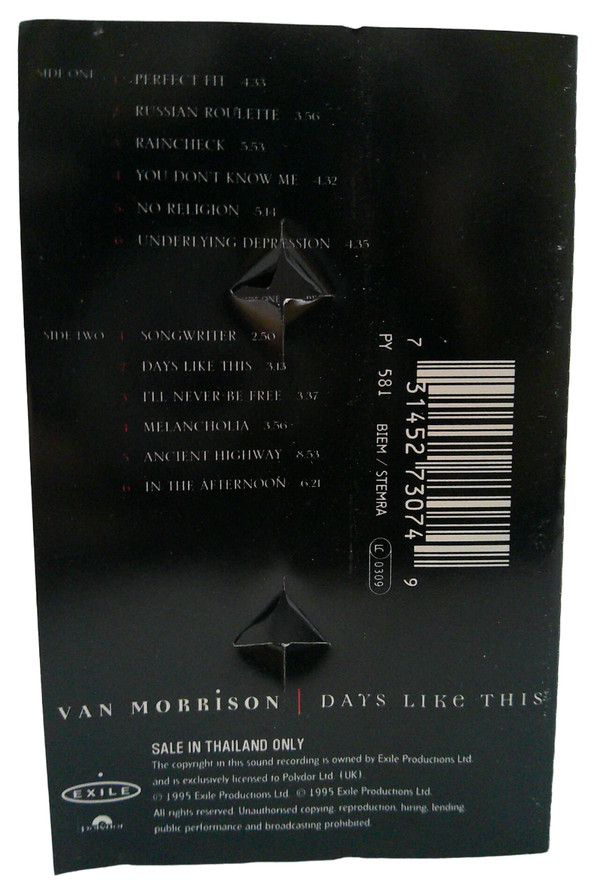 SIDE ONE 1 PERFECT FIT 4.33
2 RUSSIAN ROULETTE 3.56
3 RAINCHECK 5.53
4 YOU DON'T KNOW ME 4.32
5 NO RELIGION 5.14
6 UNDERLYING DEPRESSION 4.35
SIDE TWO 1 SONGWRITER 2.50
2 DAYS LIKE THIS 3.13
3 I'LL NEVER BE FREE 3.37
4 MELANCHOLIA 3.56
5 ANCIENT HIGHWAY 8.53
6 IN THE AFTERNOON 6.21
7 31452 73074 9
PY 581 BIEM / STEMRA LC 0309
VAN MORRISON | DAYS LIKE THIS
SALE IN THAILAND ONLY
The copyright in this sound recording is owned by Exile Productions Ltd.
and is exclusively licensed to Polydor Ltd. (UK).
℗ 1995 Exile Productions Ltd. © 1995 Exile Productions Ltd.
All rights reserved. Unauthorised copying, reproduction, hiring, lending,
public performance and broadcasting prohibited.
EXILE
polydor